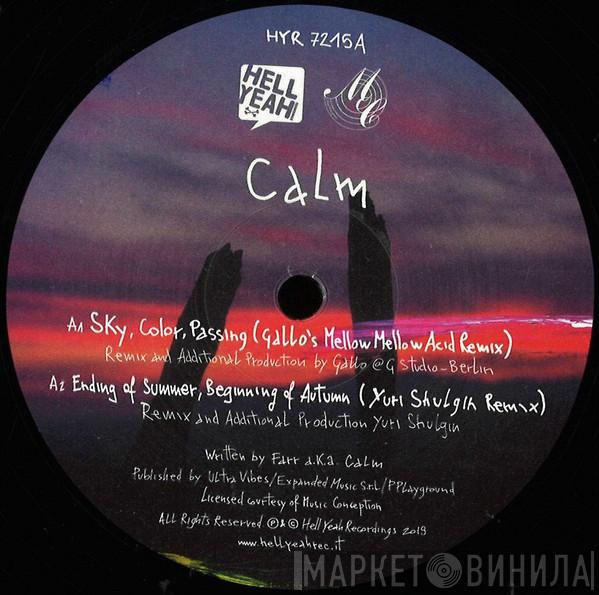 HYR 7215A
HELL
YEAH!
MC
Calm
A1 Sky, Color, Passing (Gallo's Mellow Mellow Acid Remix)
Remix and Additional Production by Gallo @ G Studio-Berlin
A2 Ending of Summer, Beginning of Autumn (Yuri Shulgin Remix)
Remix and Additional Production Yuri Shulgin
Written by Farr a.k.a. Calm
Published by Ultra Vibes/Expanded Music S.r.l/PPlayground
Licensed courtesy of Music Conception
All Rights Reserved ℗ & © Hell Yeah Recordings 2019
www.hellyeahrec.it
МАРКЕТ ВИНИЛА